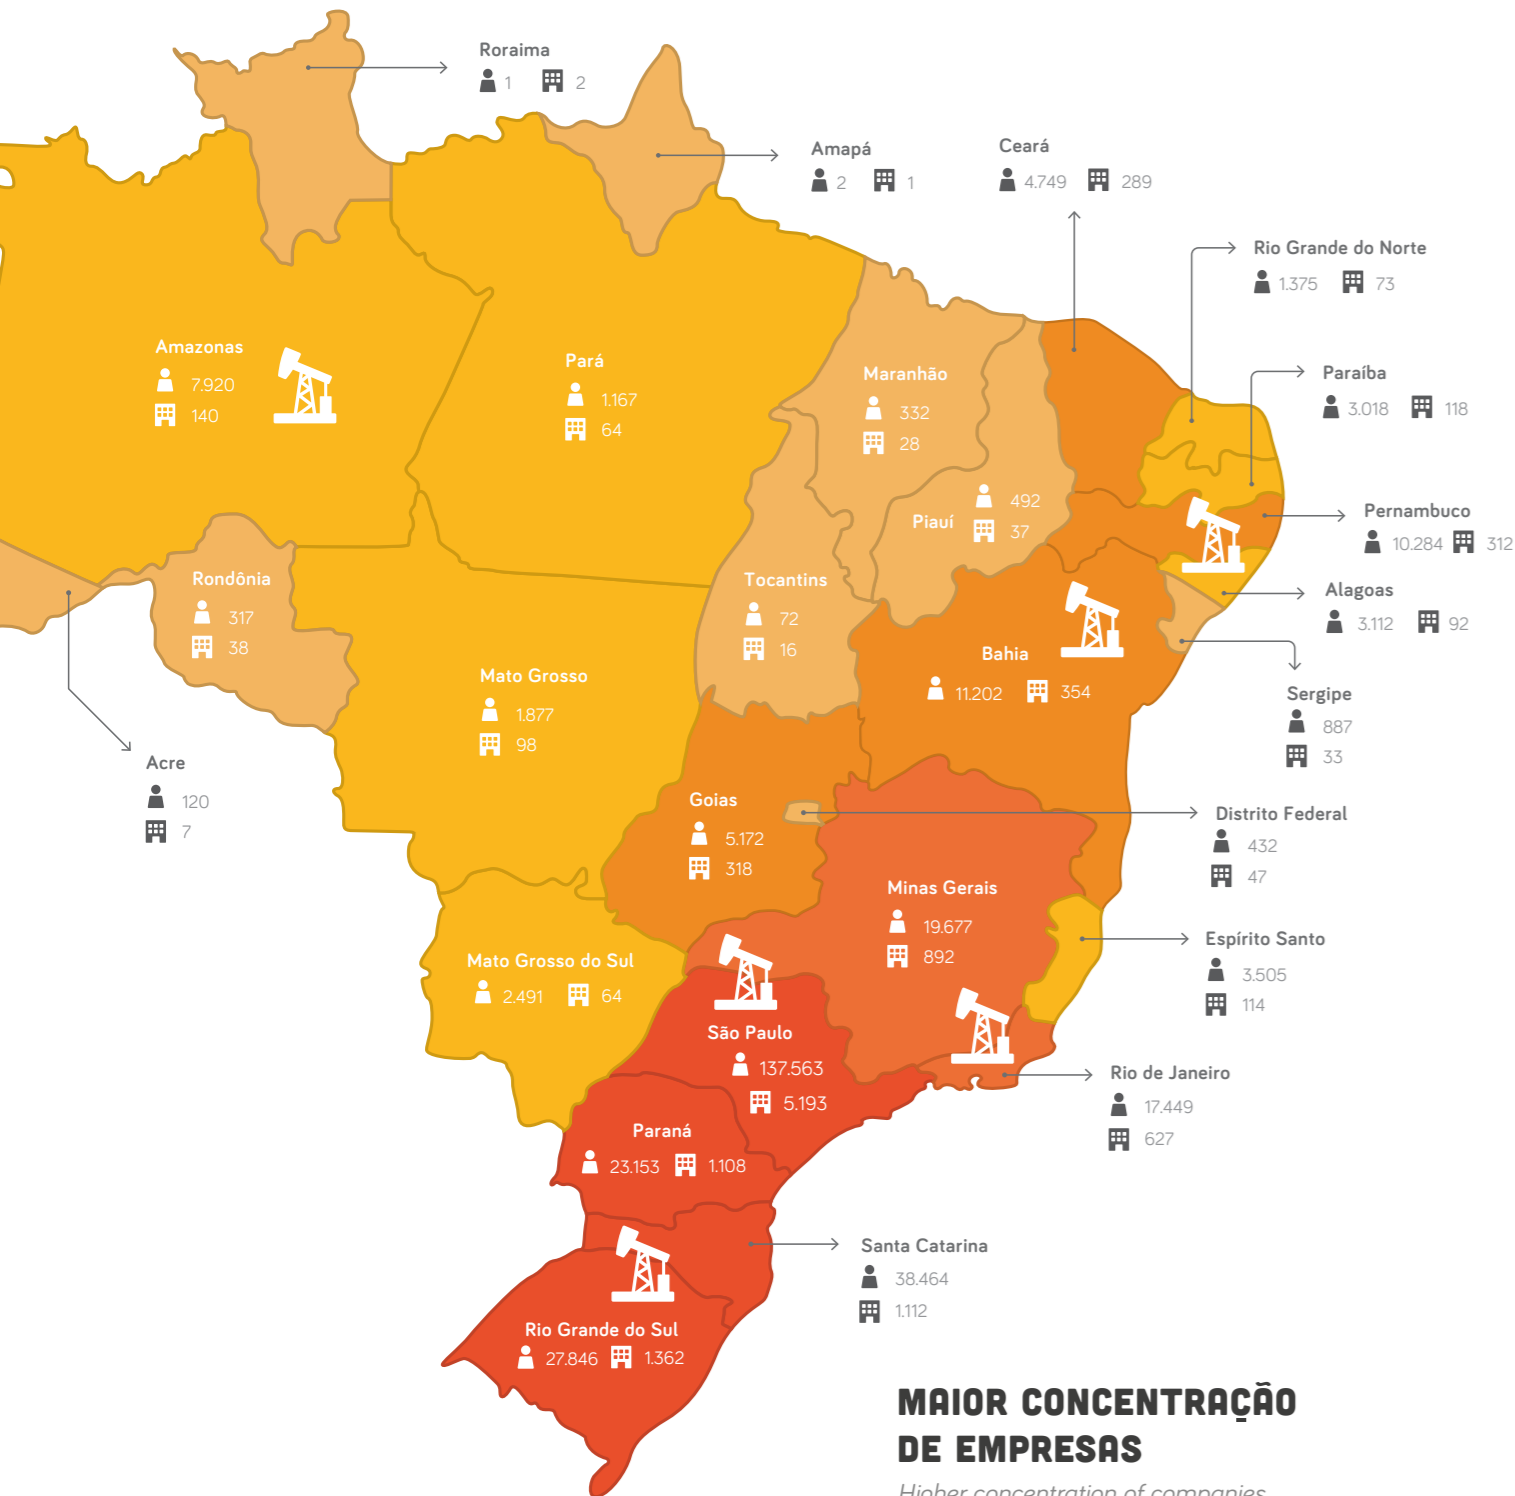 Roraima
1 2
Amapá
2 1
Ceará
4.749 289
Rio Grande do Norte
1.375 73
Amazonas
7.920
140
Pará
1.167
64
Maranhão
332
28
Paraíba
3.018 118
Piauí
492
37
Pernambuco
10.284 312
Rondônia
317
38
Tocantins
72
16
Alagoas
3.112 92
Bahia
11.202 354
Sergipe
887
33
Mato Grosso
1.877
98
Acre
120
7
Goias
5.172
318
Distrito Federal
432
47
Minas Gerais
19.677
892
Espírito Santo
3.505
114
Mato Grosso do Sul
2.491 64
São Paulo
137.563
5.193
Rio de Janeiro
17.449
627
Paraná
23.153 1.108
Santa Catarina
38.464
1.112
Rio Grande do Sul
27.846 1.362
MAIOR CONCENTRAÇÃO
DE EMPRESAS
Higher concentration of companies